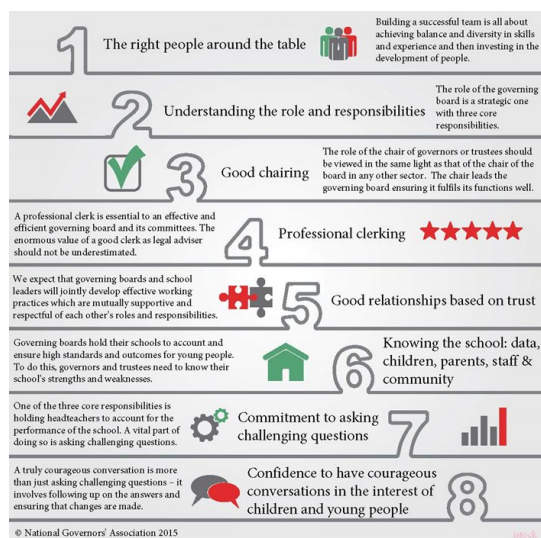 1
The right people around the table
Building a successful team is all about
achieving balance and diversity in skills
and experience and then investing in the
development of people.
2
Understanding the role and responsibilities
The role of the governing
board is a strategic one
with three core
responsibilities.
3
Good chairing
The role of the chair of governors or trustees should
be viewed in the same light as that of the chair of the
board in any other sector. The chair leads the
governing board ensuring it fulfils its functions well.
A professional clerk is essential to an effective and
efficient governing board and its committees. The
enormous value of a good clerk as legal adviser
should not be underestimated.
4
Professional clerking
We expect that governing boards and school
leaders will jointly develop effective working
practices which are mutually supportive and
respectful of each other's roles and responsibilities.
5
Good relationships based on trust
Governing boards hold their schools to account and
ensure high standards and outcomes for young people.
To do this, governors and trustees need to know their
school's strengths and weaknesses.
6
Knowing the school: data,
children, parents, staff &
community
One of the three core responsibilities is
holding headteachers to account for the
performance of the school. A vital part of
doing so is asking challenging questions.
Commitment to asking
challenging questions
7
A truly courageous conversation is more
than just asking challenging questions – it
involves following up on the answers and
ensuring that changes are made.
Confidence to have courageous
conversations in the interest of
children and young people
8
© National Governors' Association 2015